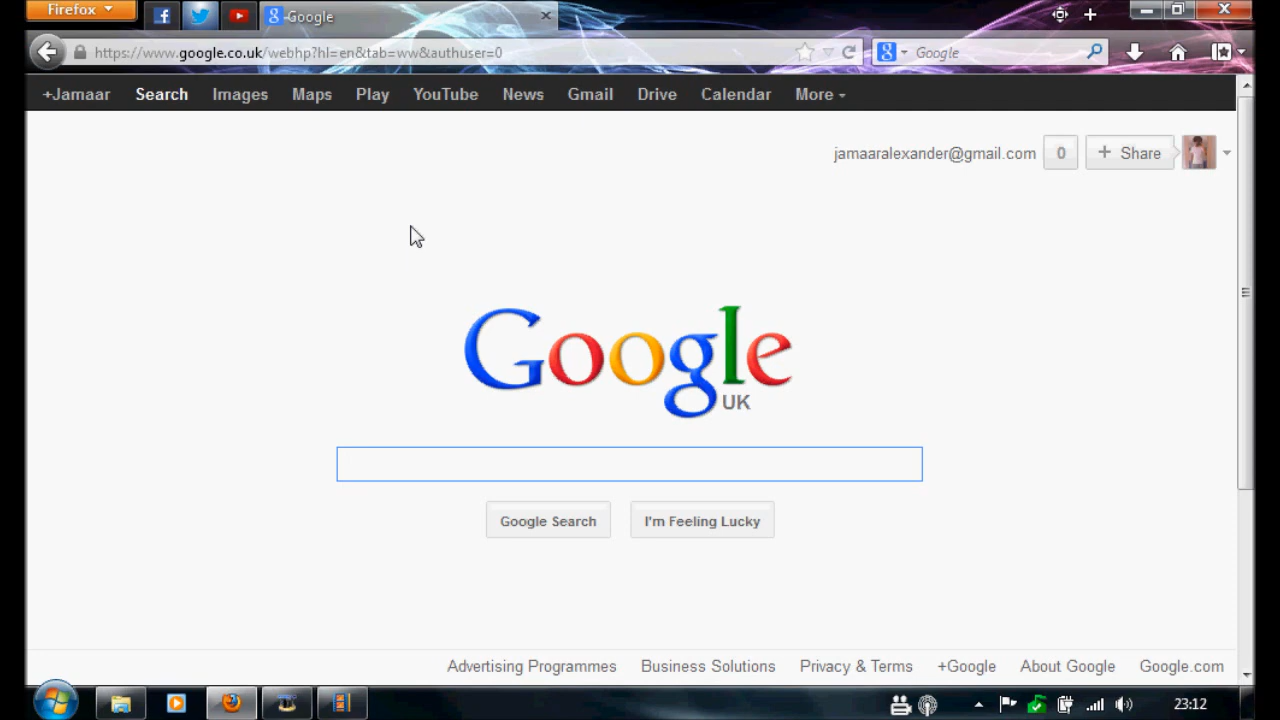 Firefox
Google
https://www.google.co.uk/webhp?hl=en&tab=ww&authuser=0
Google
+Jamaar Search Images Maps Play YouTube News Gmail Drive Calendar More
jamaaralexander@gmail.com 0 + Share
Google
UK
Google Search I'm Feeling Lucky
Advertising Programmes Business Solutions Privacy & Terms +Google About Google Google.com
23:12